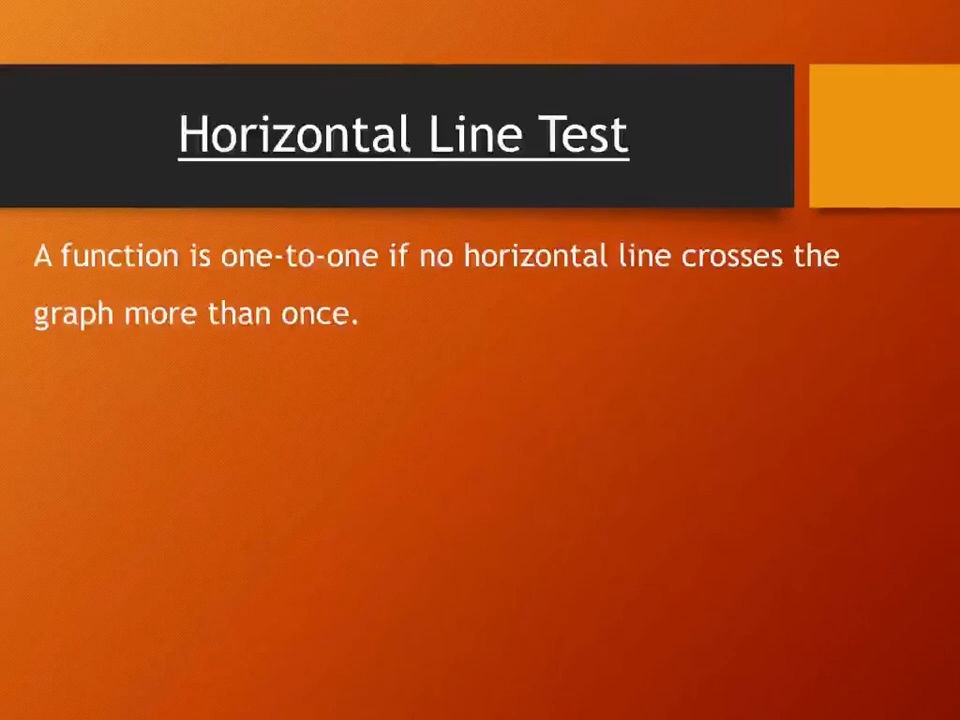 Horizontal Line Test
A function is one-to-one if no horizontal line crosses the
graph more than once.